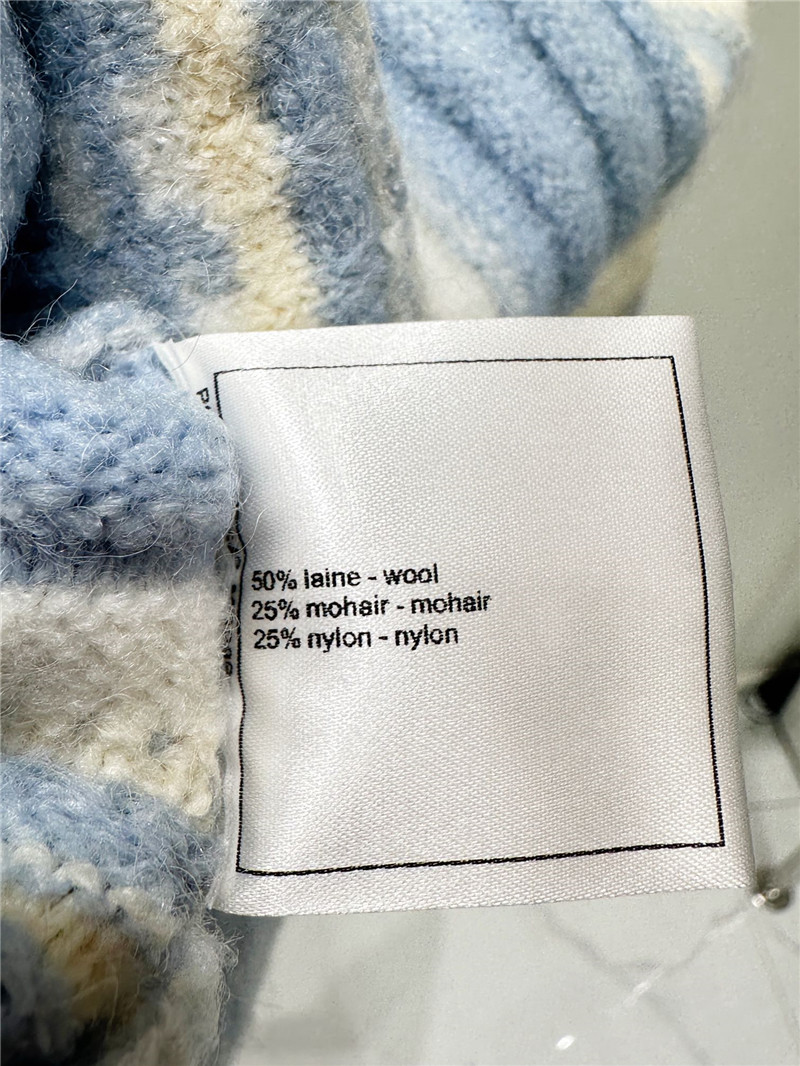 50% laine - wool
25% mohair - mohair
25% nylon - nylon